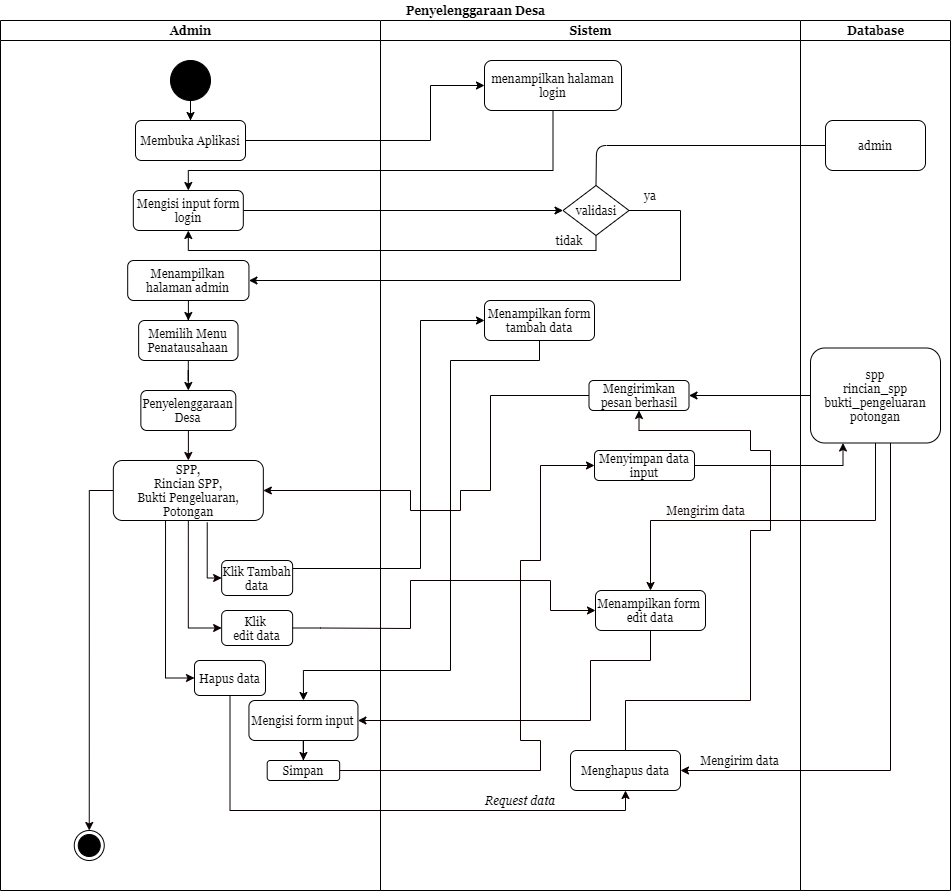 Penyelenggaraan Desa
Admin
Sistem
Database
menampilkan halaman
login
Membuka Aplikasi
admin
Mengisi input form
login
validasi
ya
tidak
Menampilkan
halaman admin
Menampilkan form
tambah data
Memilih Menu
Penatausahaan
Penyelenggaraan
Desa
Mengirimkan
pesan berhasil
spp
rincian_spp
bukti_pengeluaran
potongan
SPP,
Rincian SPP,
Bukti Pengeluaran,
Potongan
Menyimpan data
input
Mengirim data
Klik Tambah
data
Klik
edit data
Menampilkan form
edit data
Hapus data
Mengisi form input
Simpan
Menghapus data
Mengirim data
Request data